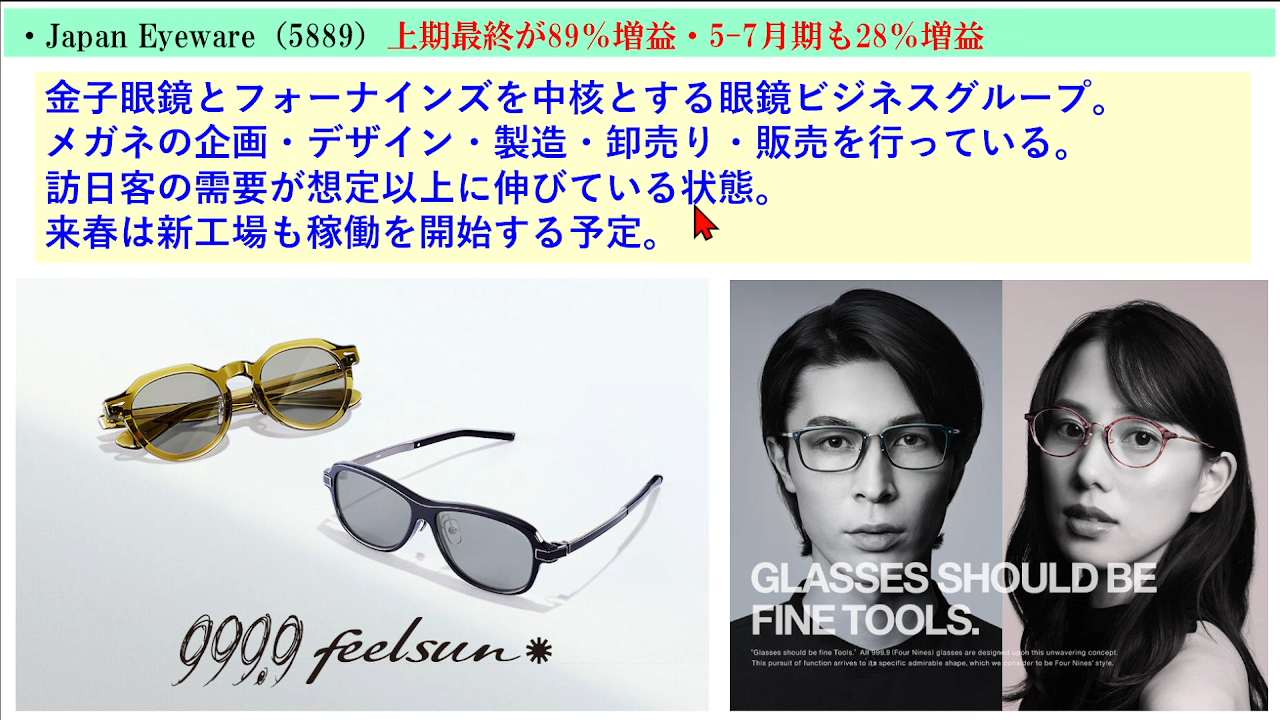 ・Japan Eyeware（5889）上期最終が89％増益・5-7月期も28％増益
金子眼鏡とフォーナインズを中核とする眼鏡ビジネスグループ。
メガネの企画・デザイン・製造・卸売り・販売を行っている。
訪日客の需要が想定以上に伸びている状態。
来春は新工場も稼働を開始する予定。
999.9 feelsun
GLASSES SHOULD BE
FINE TOOLS.
"Glasses should be fine Tools." All 999.9 (Four Nines) glasses are designed upon this unwavering concept.
This pursuit of function arrives to its specific admirable shape, which we consider to be Four Nines' style.